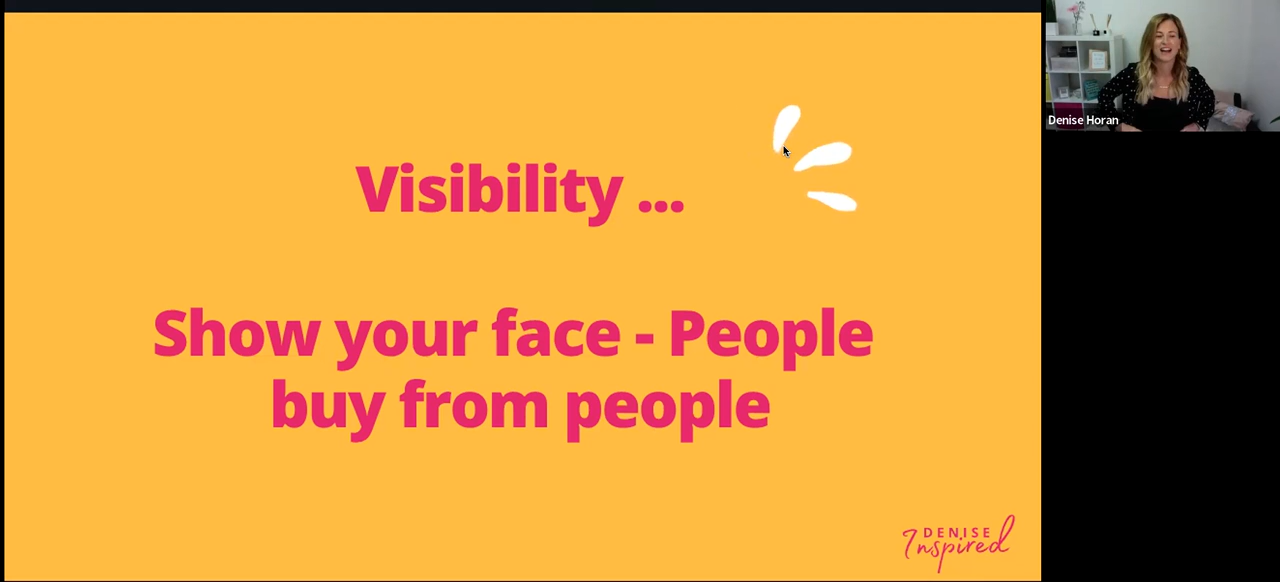 Visibility ...
Show your face - People
buy from people
DENISE
Inspired
Denise Horan